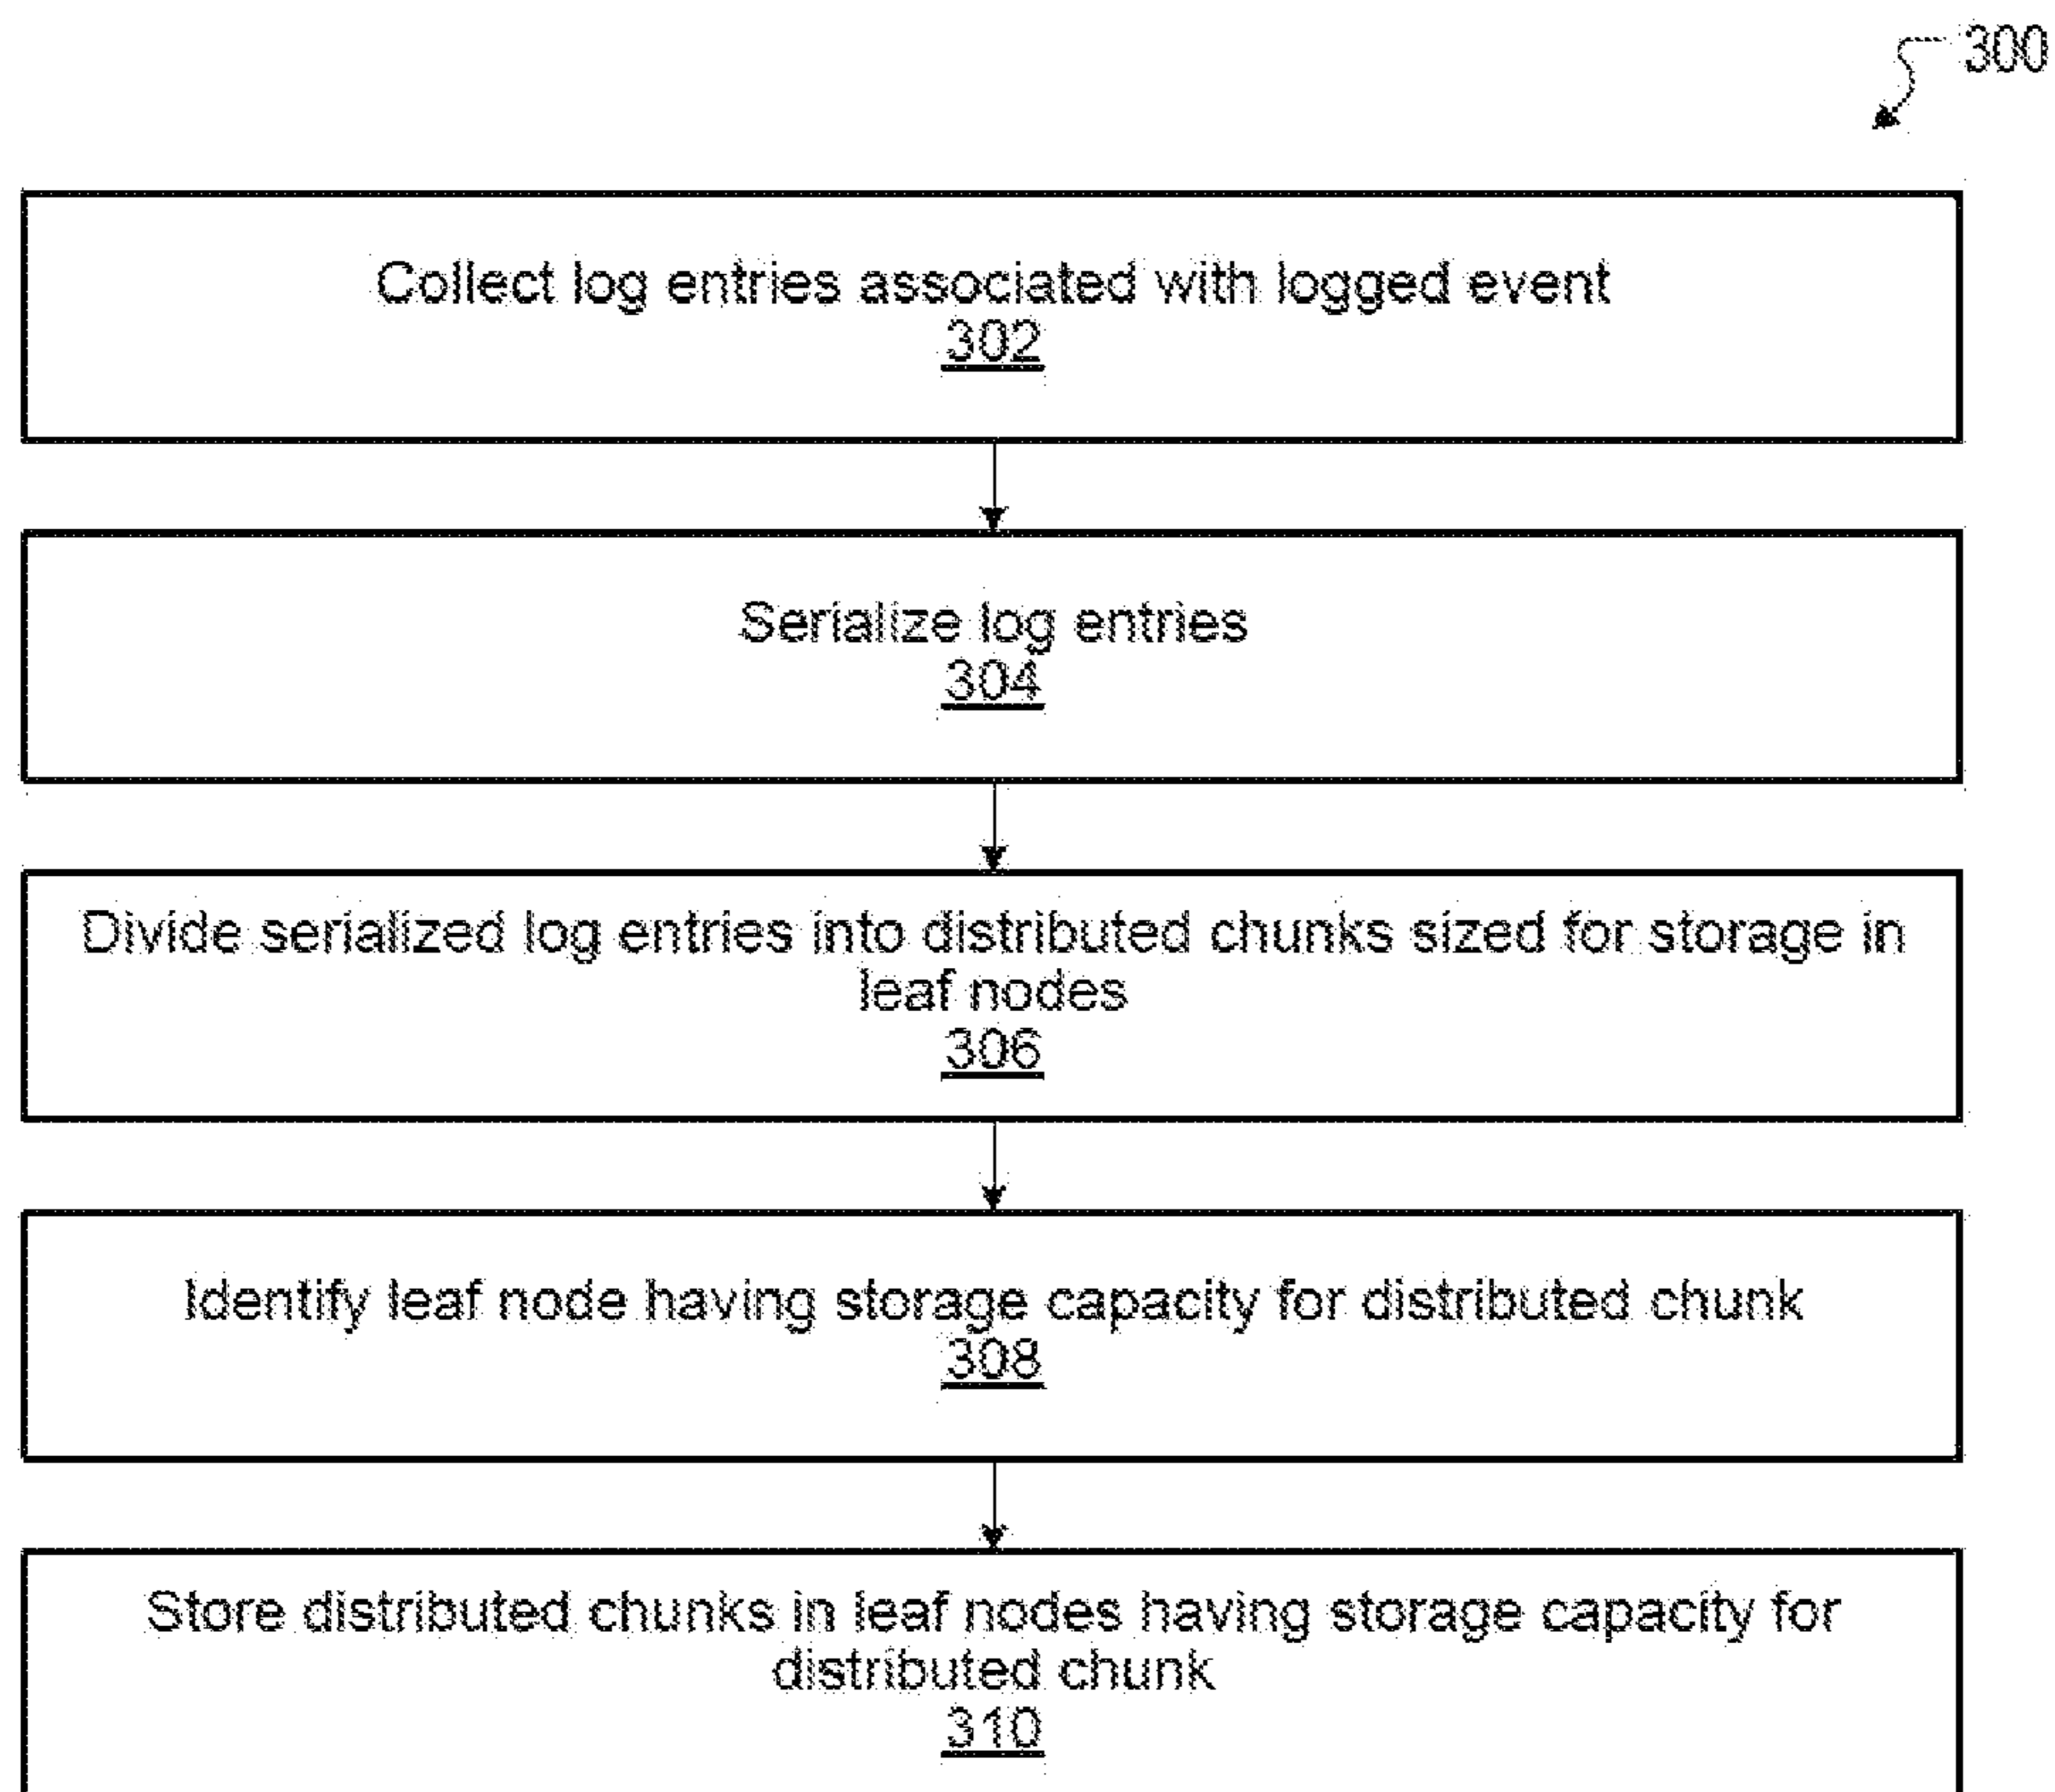 300
Collect log entries associated with logged event
302
Serialize log entries
304
Divide serialized log entries into distributed chunks sized for storage in
leaf nodes
306
Identify leaf node having storage capacity for distributed chunk
308
Store distributed chunks in leaf nodes having storage capacity for
distributed chunk
310